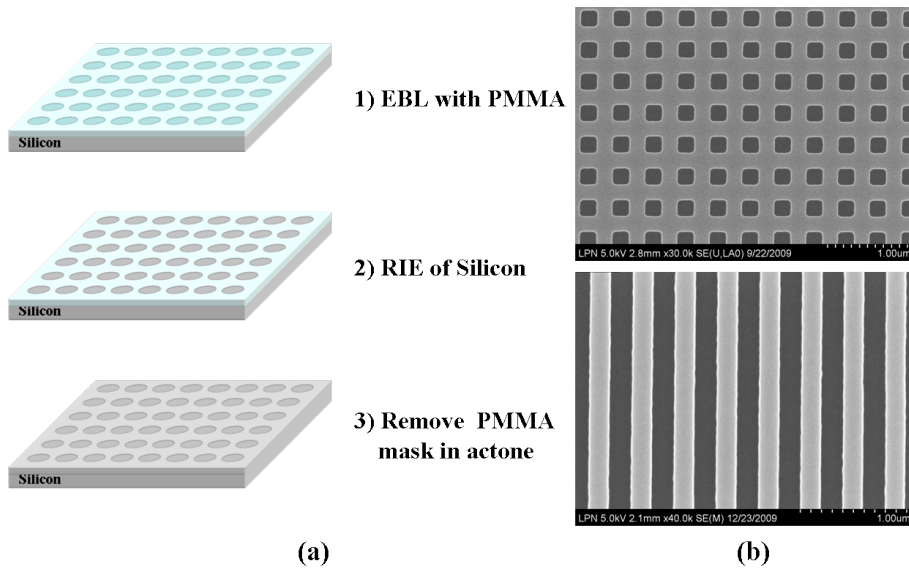 1) EBL with PMMA
Silicon
2) RIE of Silicon
Silicon
3) Remove PMMA
mask in actone
Silicon
(a)
LPN 5.0kV 2.8mm x30.0k SE(U,LA0) 9/22/2009 1.00um
LPN 5.0kV 2.1mm x40.0k SE(M) 12/23/2009 1.00um
(b)